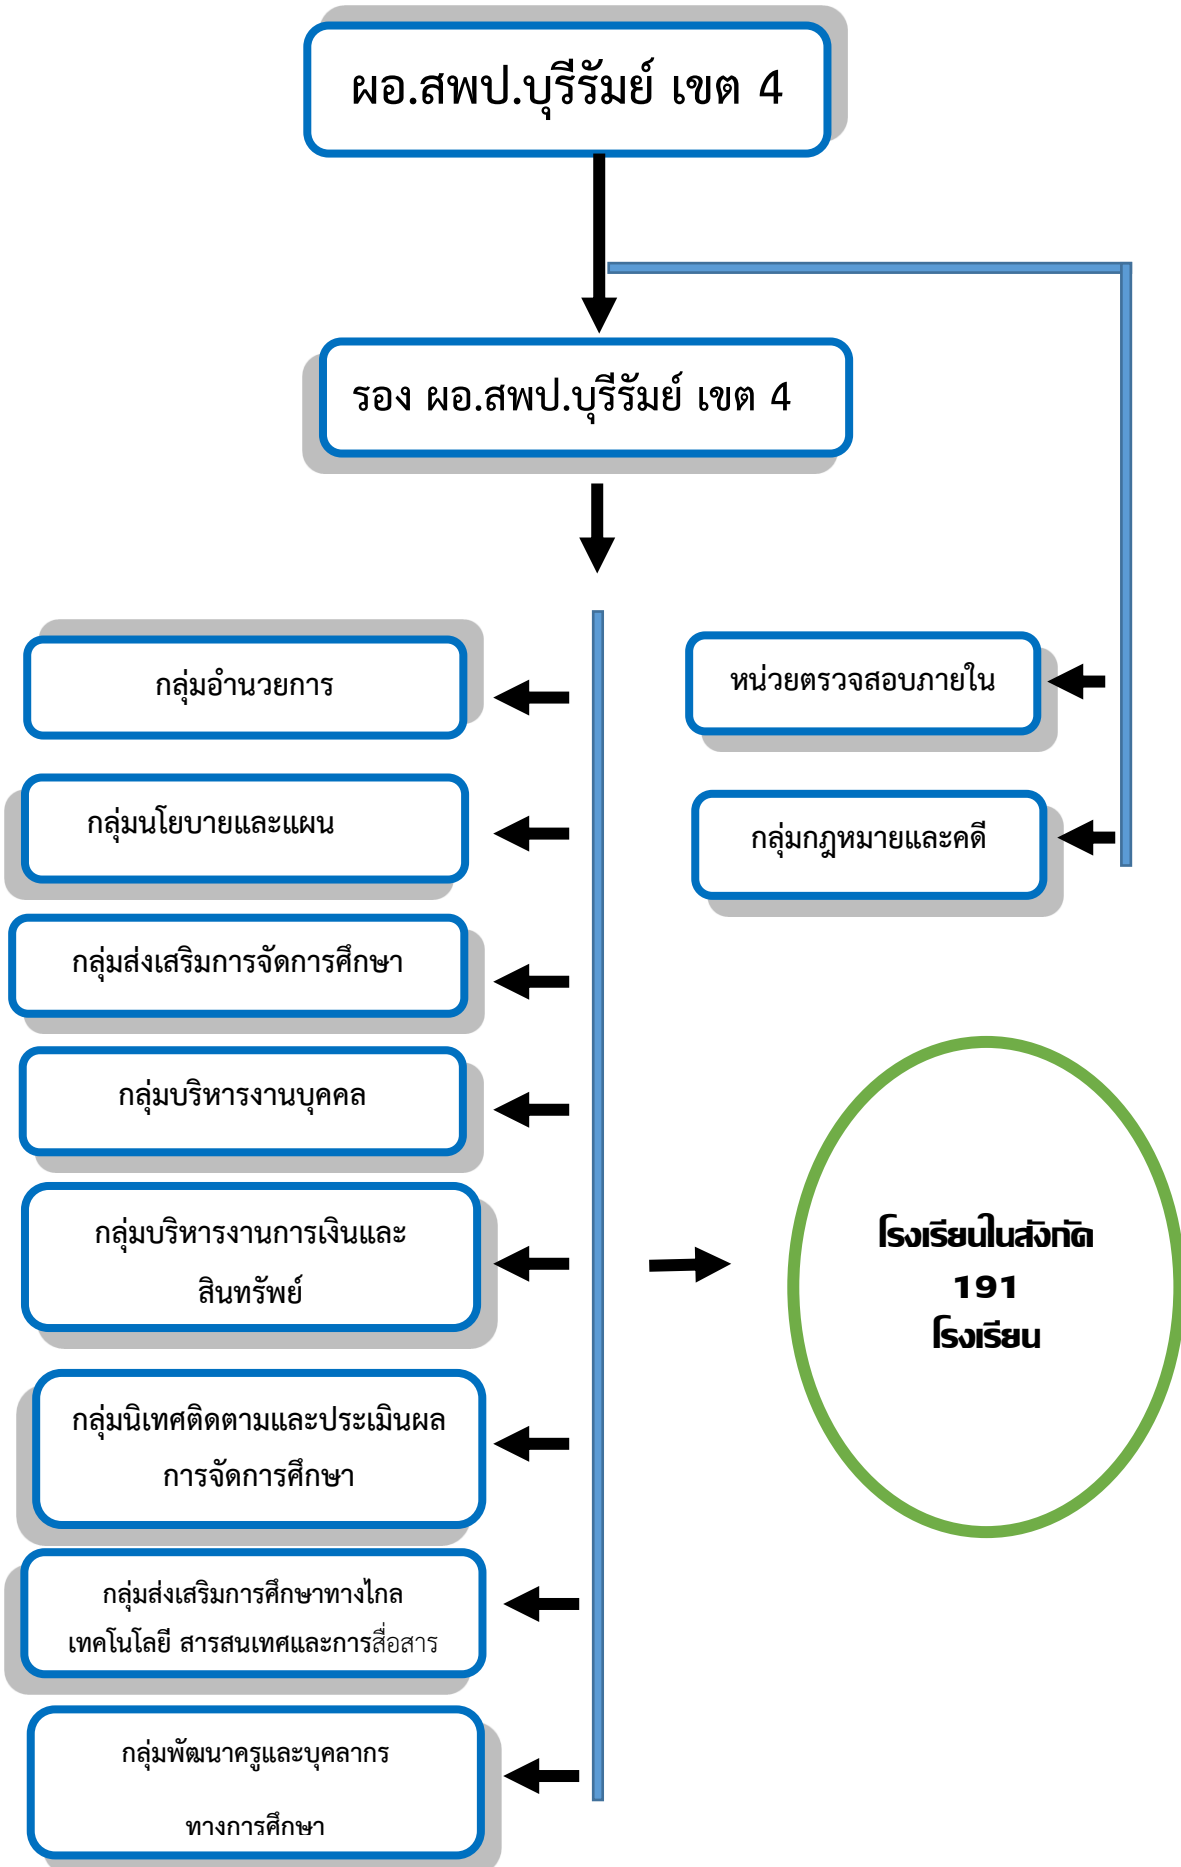 ผอ.สพป.บุรีรัมย์ เขต 4
รอง ผอ.สพป.บุรีรัมย์ เขต 4
กลุ่มอำนวยการ
กลุ่มนโยบายและแผน
กลุ่มส่งเสริมการจัดการศึกษา
กลุ่มบริหารงานบุคคล
กลุ่มบริหารงานการเงินและ
สินทรัพย์
กลุ่มนิเทศติดตามและประเมินผล
การจัดการศึกษา
กลุ่มส่งเสริมการศึกษาทางไกล
เทคโนโลยี สารสนเทศและการสื่อสาร
กลุ่มพัฒนาครูและบุคลากร
ทางการศึกษา
หน่วยตรวจสอบภายใน
กลุ่มกฎหมายและคดี
โรงเรียนในสังกัด
191
โรงเรียน